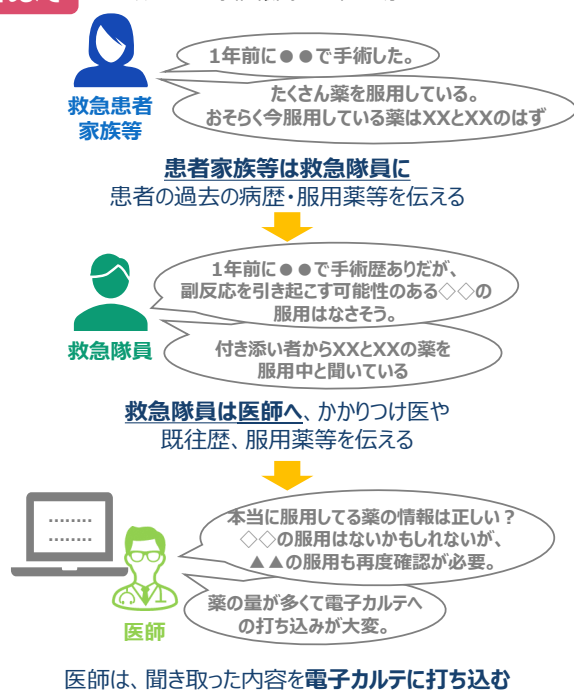 1年前に●●で手術した。
たくさん薬を服用している。
おそらく今服用している薬はXXとXXのはず
救急患者
家族等
患者家族等は救急隊員に
患者の過去の病歴・服用薬等を伝える
1年前に●●で手術歴ありだが、
副反応を引き起こす可能性のある◇◇の
服用はなさそう。
救急隊員
付き添い者からXXとXXの薬を
服用中と聞いている
救急隊員は医師へ、かかりつけ医や
既往歴、服用薬等を伝える
本当に服用してる薬の情報は正しい？
◇◇の服用はないかもしれないが、
▲▲の服用も再度確認が必要。
薬の量が多くて電子カルテへ
の打ち込みが大変。
医師
医師は、聞き取った内容を電子カルテに打ち込む